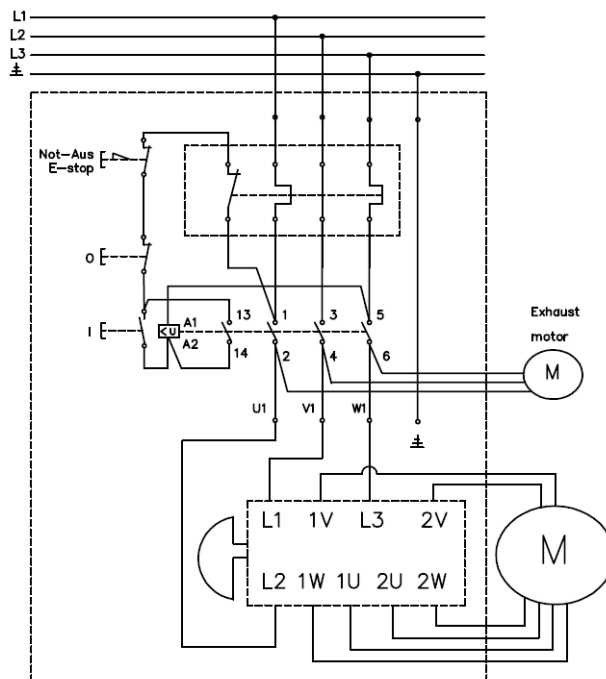 L1
L2
L3
Not-Aus
E-stop
O
I
<U
A1
A2
13
14
1
3
5
2
4
6
Exhaust
motor
M
U1
V1
W1
L1 1V L3 2V
L2 1W 1U 2U 2W
M